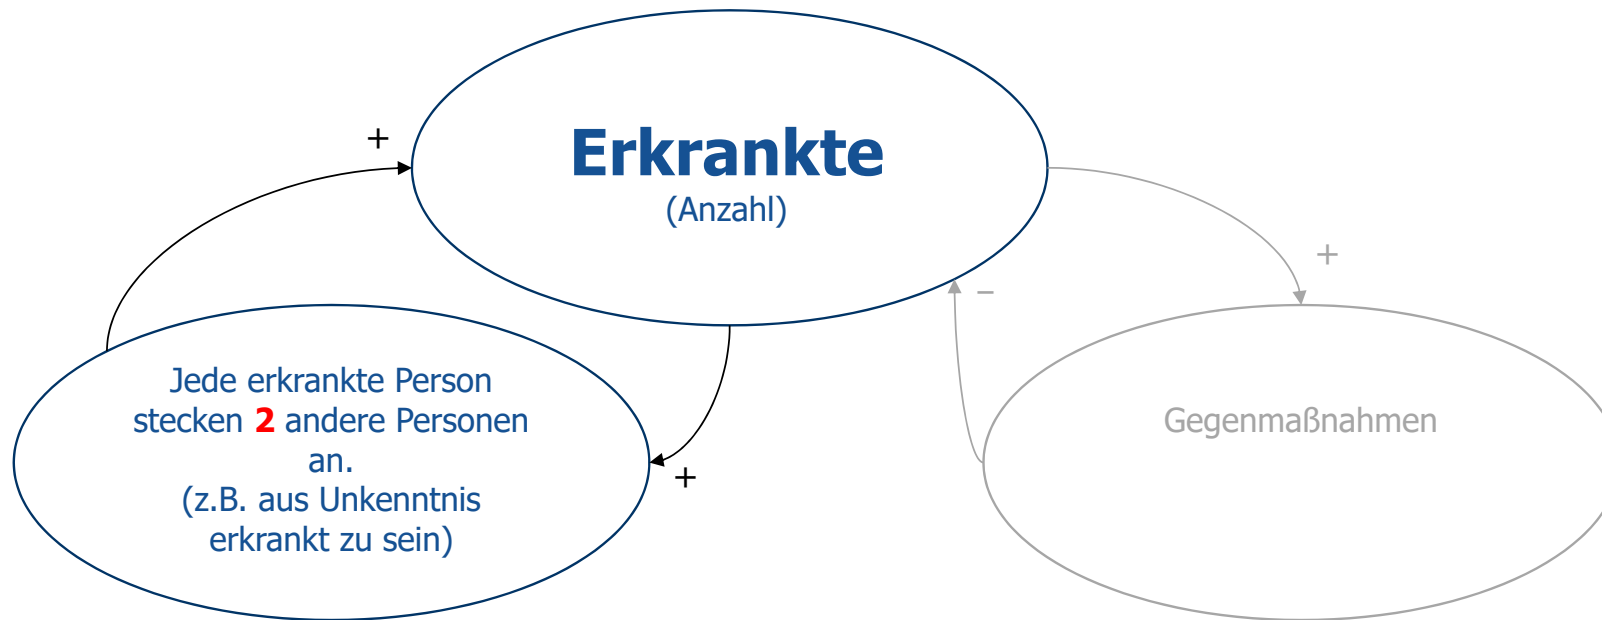 +
Erkrankte
(Anzahl)
+
-
Jede erkrankte Person
stecken 2 andere Personen
an.
(z.B. aus Unkenntnis
erkrankt zu sein)
+
Gegenmaßnahmen